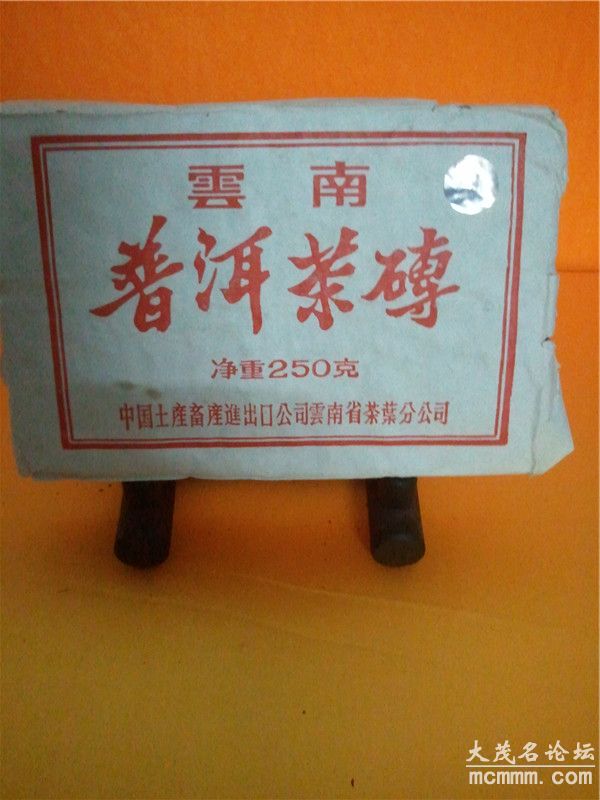 雲南
普洱茶磚
净重250克
中国土產畜產進出口公司雲南省茶葉分公司
大茂名论坛
mcmmm.com